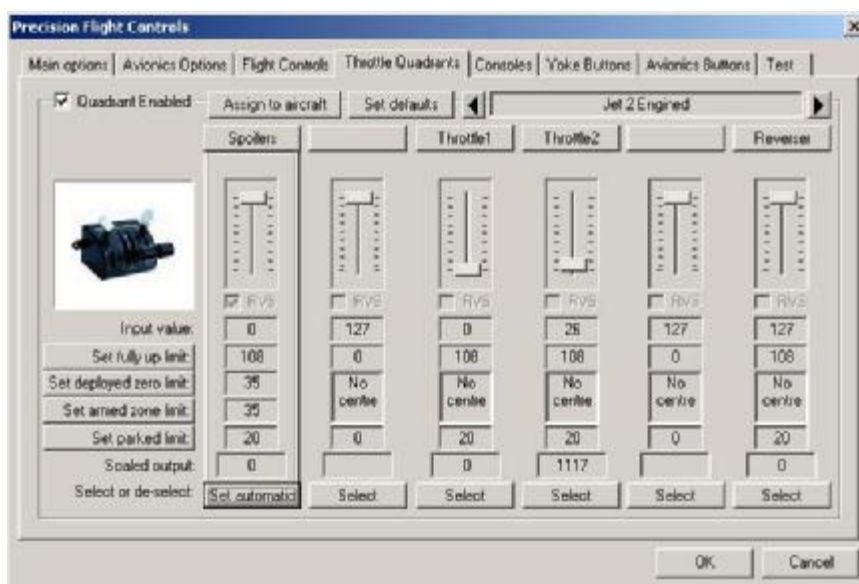 Precision Flight Controls
Main options Avionics Options Flight Controls Throttle Quadrants Consoles Yoke Buttons Avionics Buttons Test
Quadrant Enabled Assign to aircraft Set defaults Jet 2 Engined
Spoilers Throttle1 Throttle2 Reverser
RVS RVS RVS RVS RVS RVS
Input value: 0 127 0 26 127 127
Set fully up limit: 108 0 108 108 0 108
Set deployed zero limit: 35 No centre No centre No centre No centre No centre
Set armed zone limit: 35
Set parked limit: 20 0 20 20 0 20
Scaled output: 0 0 1117 0
Select or de-select: Set automatic Select Select Select Select Select
OK Cancel